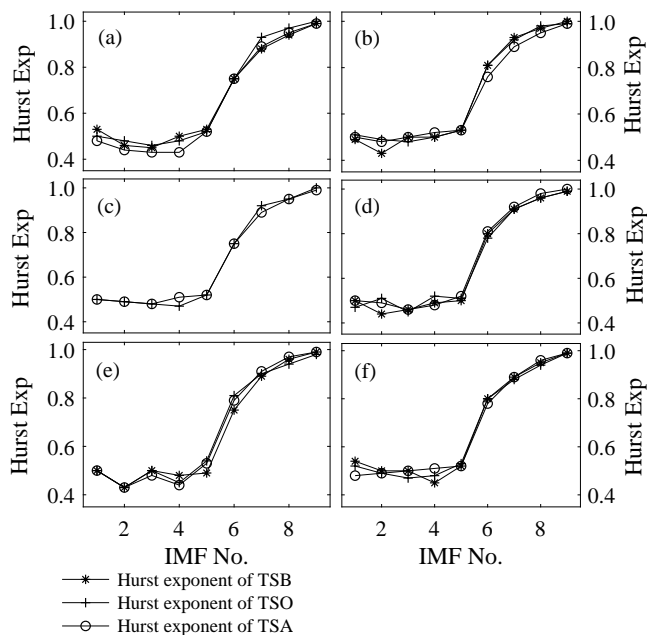 (a) (b)
1.0 1.0
0.8 0.8
0.6 0.6
0.4 0.4
Hurst Exp Hurst Exp
(c) (d)
1.0 1.0
0.8 0.8
0.6 0.6
0.4 0.4
Hurst Exp Hurst Exp
(e) (f)
1.0 1.0
0.8 0.8
0.6 0.6
0.4 0.4
Hurst Exp Hurst Exp
2 4 6 8 2 4 6 8
IMF No. IMF No.
Hurst exponent of TSB
Hurst exponent of TSO
Hurst exponent of TSA